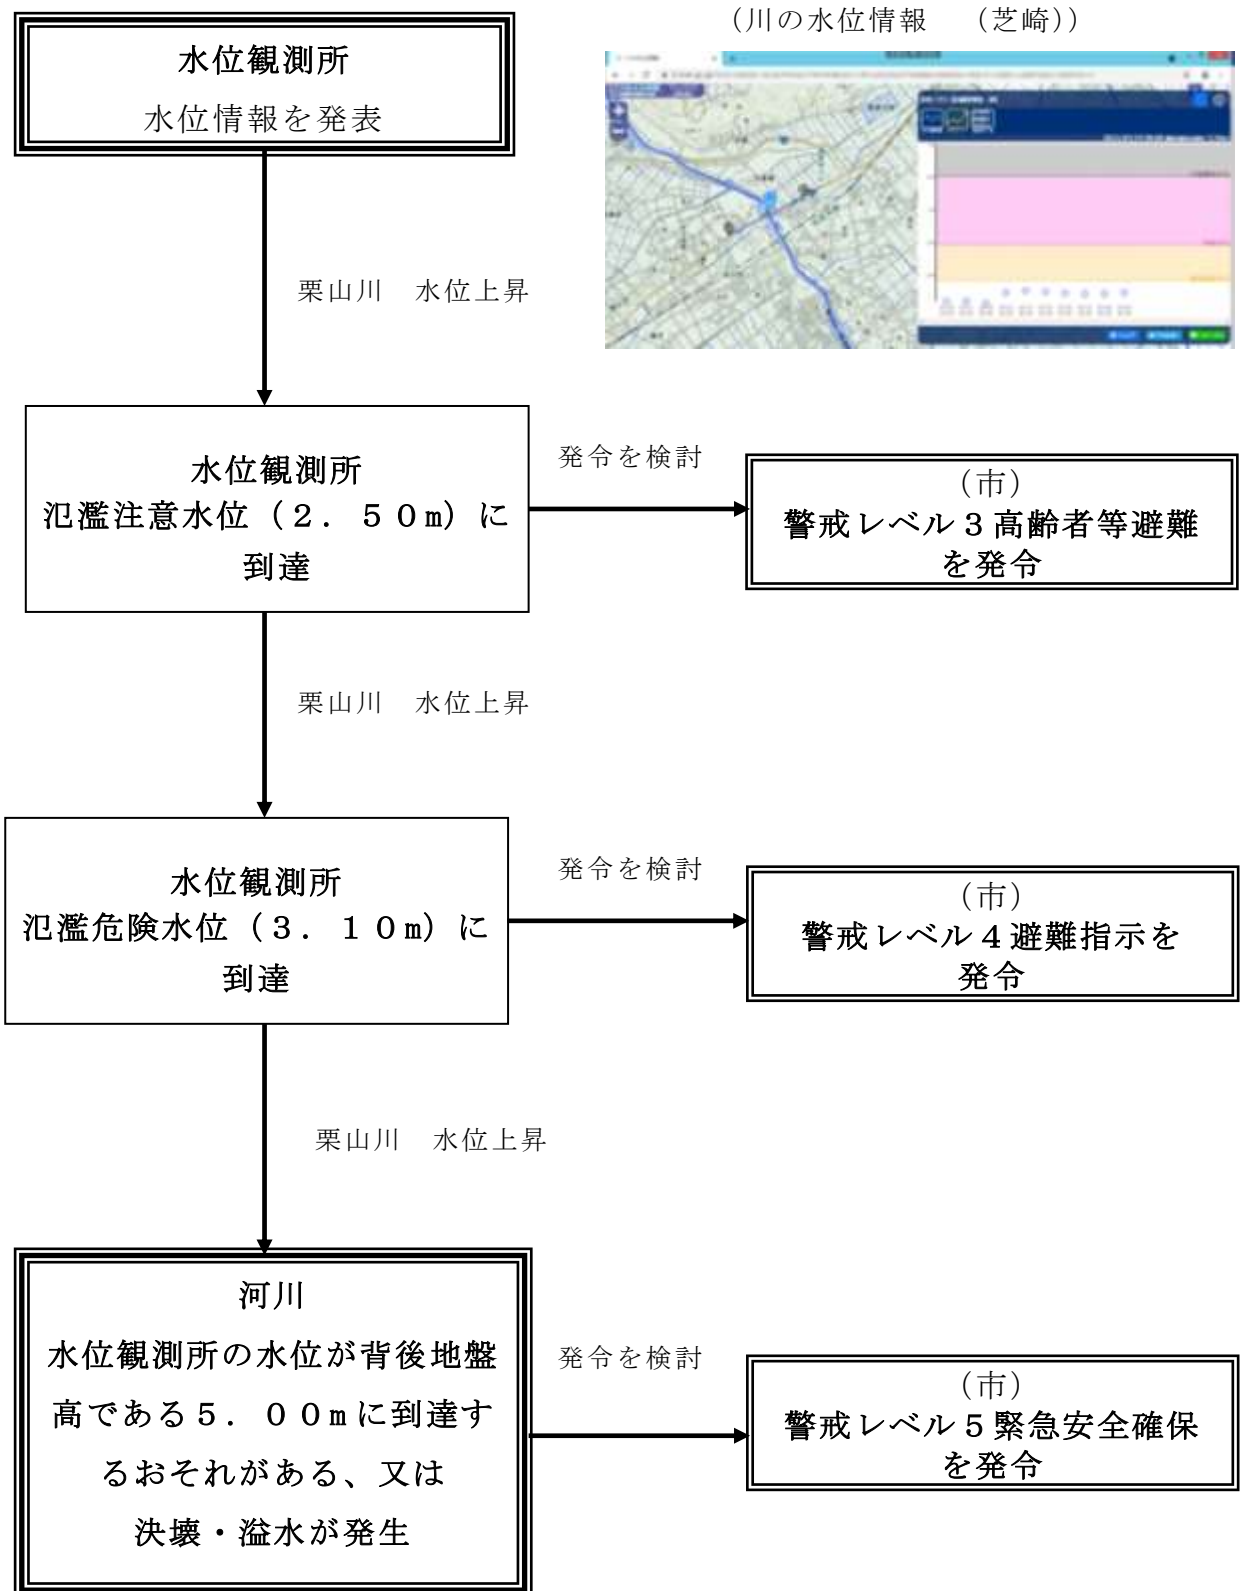 (川の水位情報　(芝崎))
水位観測所
水位情報を発表
栗山川　水位上昇
水位観測所
氾濫注意水位（２．５０ｍ）に
到達
発令を検討
（市）
警戒レベル３高齢者等避難
を発令
栗山川　水位上昇
水位観測所
氾濫危険水位（３．１０ｍ）に
到達
発令を検討
（市）
警戒レベル４避難指示を
発令
栗山川　水位上昇
河川
水位観測所の水位が背後地盤
高である５．００ｍに到達す
るおそれがある、又は
決壊・溢水が発生
発令を検討
（市）
警戒レベル５緊急安全確保
を発令